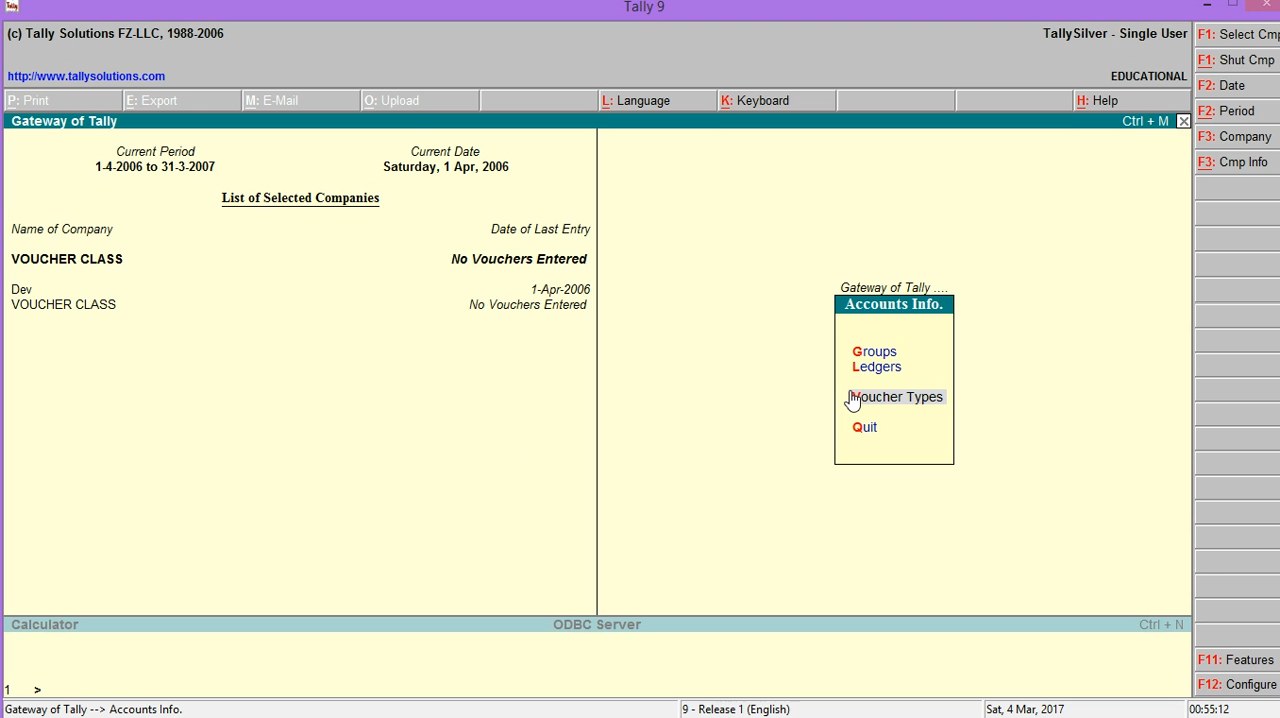 Tally
Tally 9
(c) Tally Solutions FZ-LLC, 1988-2006
TallySilver - Single User
http://www.tallysolutions.com
EDUCATIONAL
P: Print
E: Export
M: E-Mail
O: Upload
L: Language
K: Keyboard
H: Help
Gateway of Tally
Ctrl + M
Current Period
1-4-2006 to 31-3-2007
Current Date
Saturday, 1 Apr, 2006
List of Selected Companies
Name of Company
Date of Last Entry
VOUCHER CLASS
No Vouchers Entered
Dev
1-Apr-2006
VOUCHER CLASS
No Vouchers Entered
Gateway of Tally ....
Accounts Info.
Groups
Ledgers
Voucher Types
Quit
F1: Select Cmp
F1: Shut Cmp
F2: Date
F2: Period
F3: Company
F3: Cmp Info
F11: Features
F12: Configure
Calculator
ODBC Server
Ctrl + N
1 >
Gateway of Tally --> Accounts Info.
9 - Release 1 (English)
Sat, 4 Mar, 2017
00:55:12